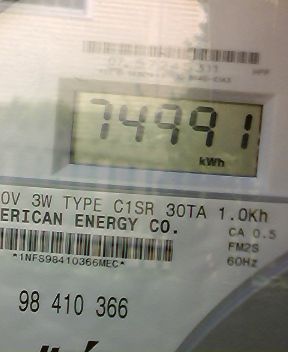 74991
kWh
0V 3W TYPE C1SR 30TA 1.0Kh
ERICAN ENERGY CO.
CA 0.5
FM2S
60Hz
*1NFS98410366MEC*
98 410 366